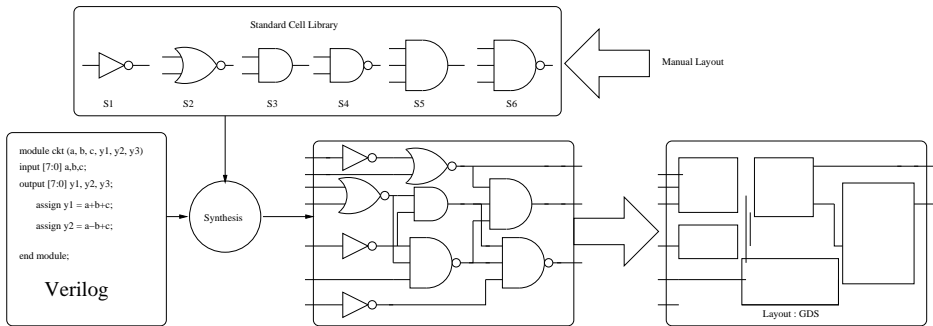 Standard Cell Library
S1 S2 S3 S4 S5 S6
Manual Layout
module ckt (a, b, c, y1, y2, y3)
input [7:0] a,b,c;
output [7:0] y1, y2, y3;
assign y1 = a+b+c;
assign y2 = a−b+c;
end module;
Verilog
Synthesis
Layout : GDS